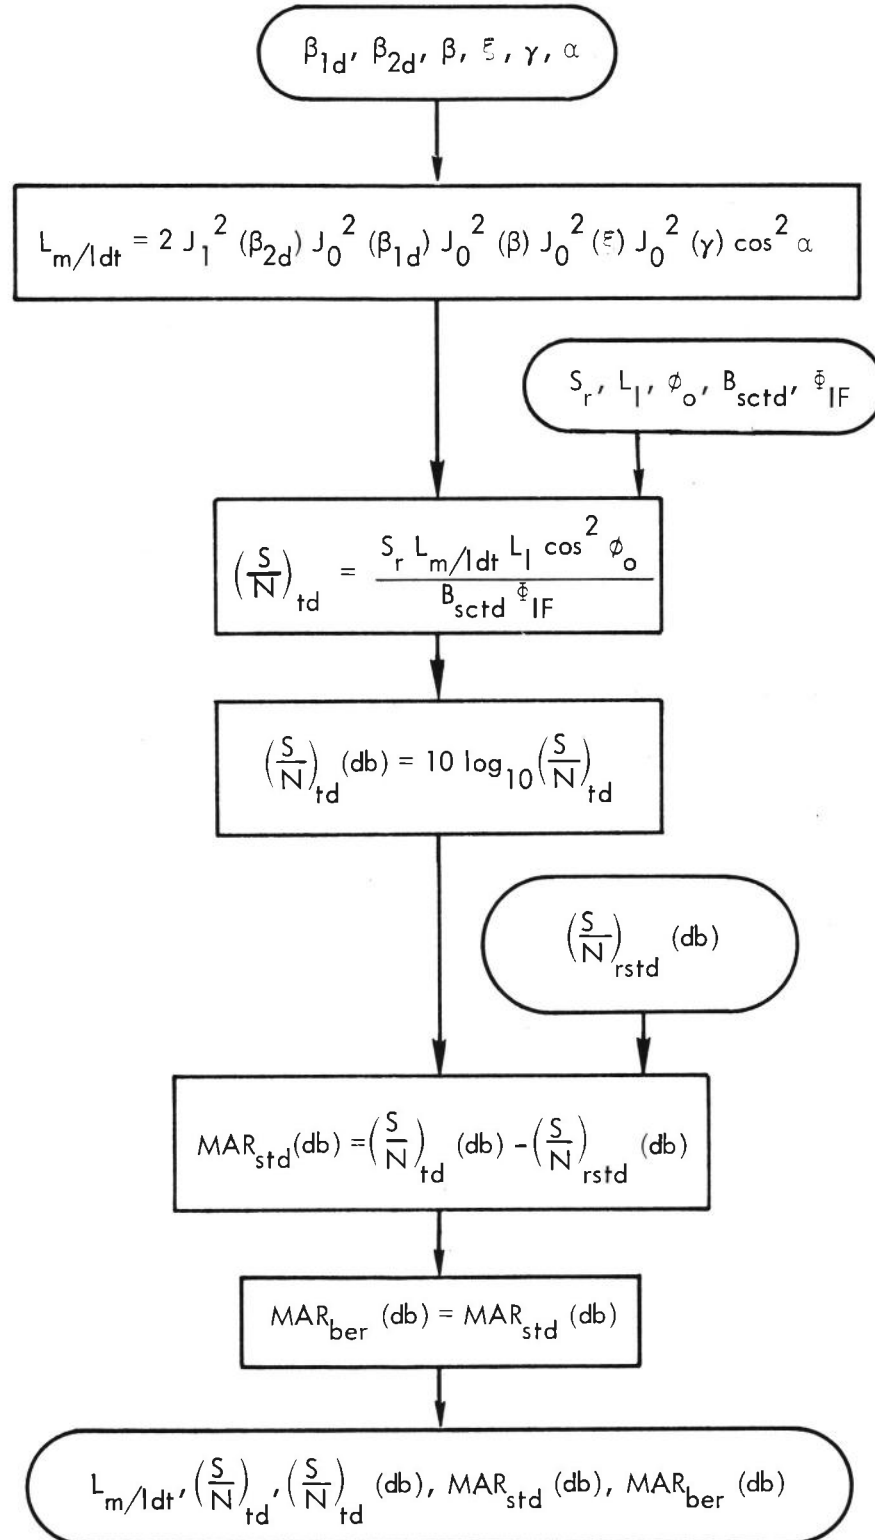 β1d, β2d, β, ξ, γ, α
Lm/ldt = 2 J1² (β2d) J0² (β1d) J0² (β) J0² (ξ) J0² (γ) cos² α
Sr, Ll, φo, Bsctd, ΦIF
(S/N)td = Sr Lm/ldt Ll cos² φo / Bsctd ΦIF
(S/N)td (db) = 10 log10 (S/N)td
(S/N)rstd (db)
MARstd (db) = (S/N)td (db) - (S/N)rstd (db)
MARber (db) = MARstd (db)
Lm/ldt, (S/N)td, (S/N)td (db), MARstd (db), MARber (db)